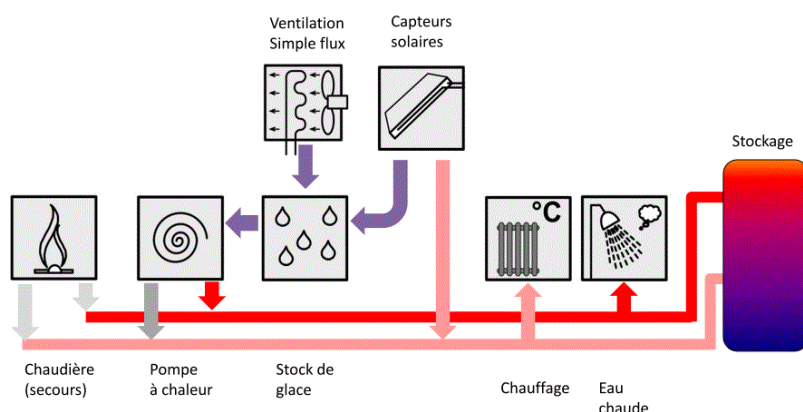 Ventilation
Simple flux
Capteurs
solaires
Stockage
°C
Chaudière
(secours)
Pompe
à chaleur
Stock de
glace
Chauffage
Eau
chaude